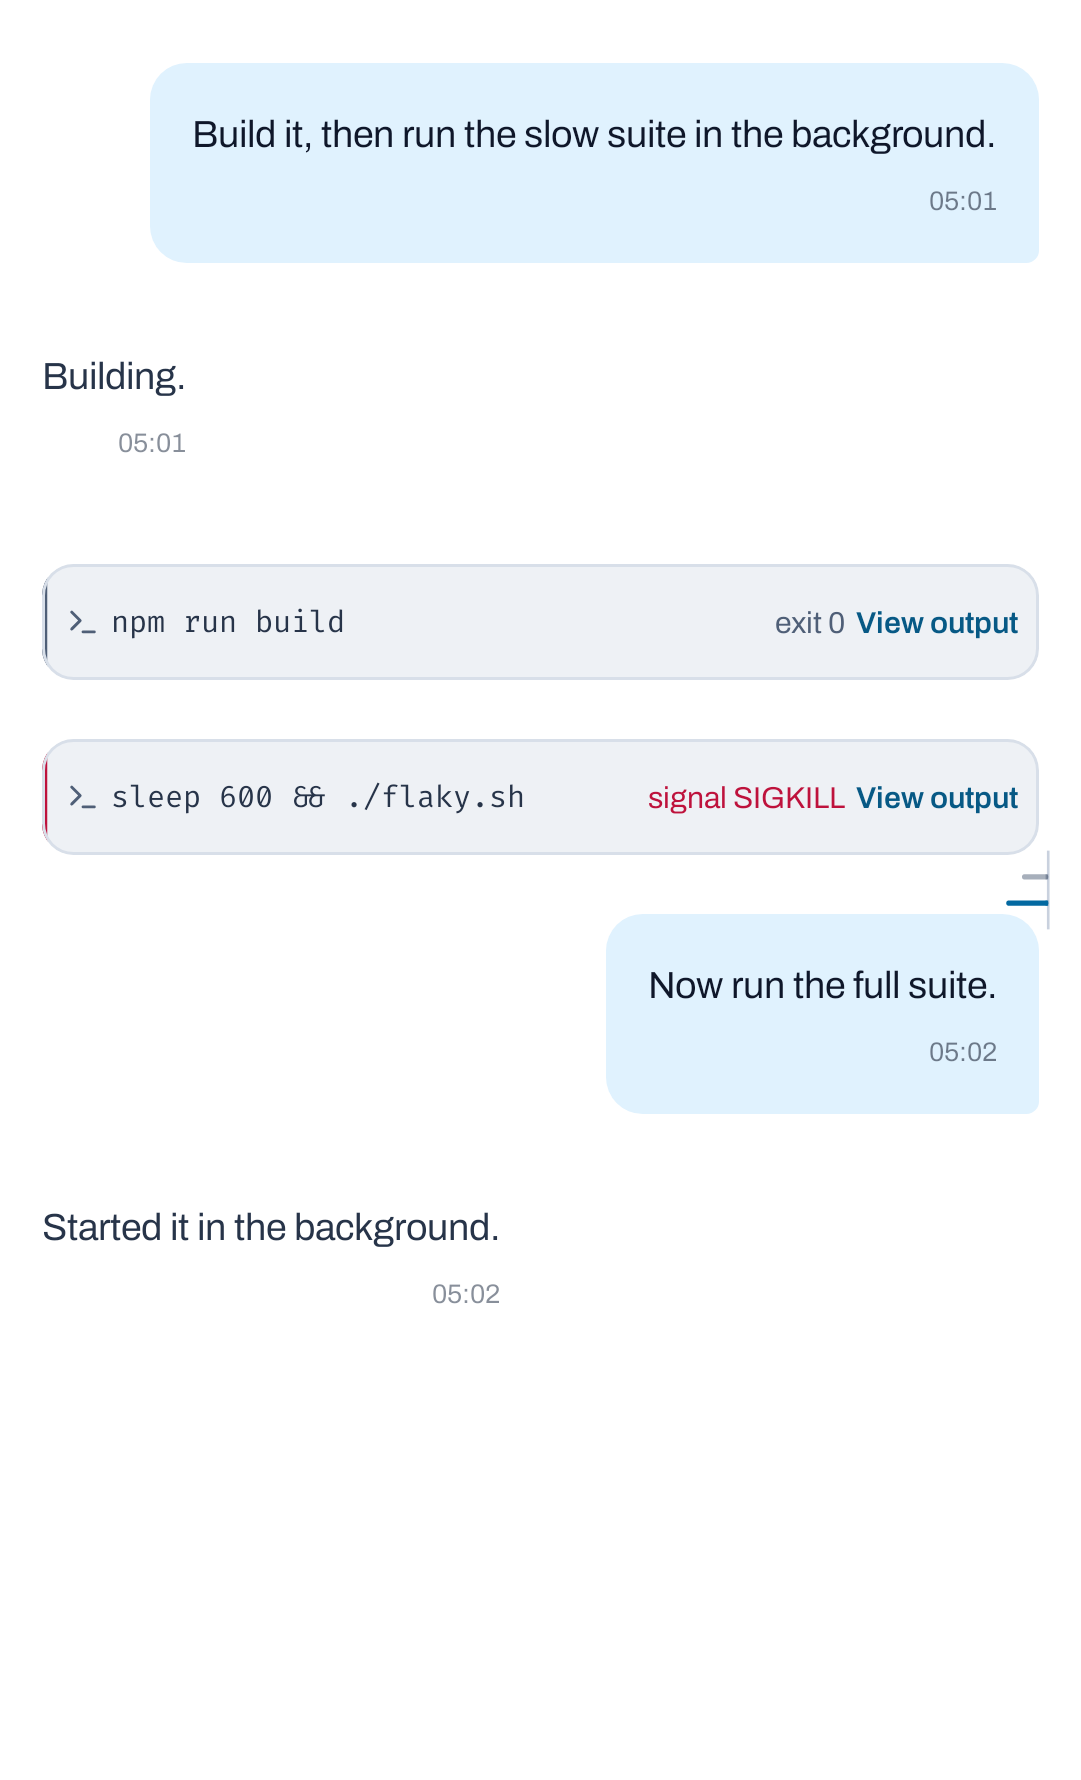 Build it, then run the slow suite in the background.
05:01
Building.
05:01
>_ npm run build exit 0 View output
>_ sleep 600 && ./flaky.sh signal SIGKILL View output
Now run the full suite.
05:02
Started it in the background.
05:02